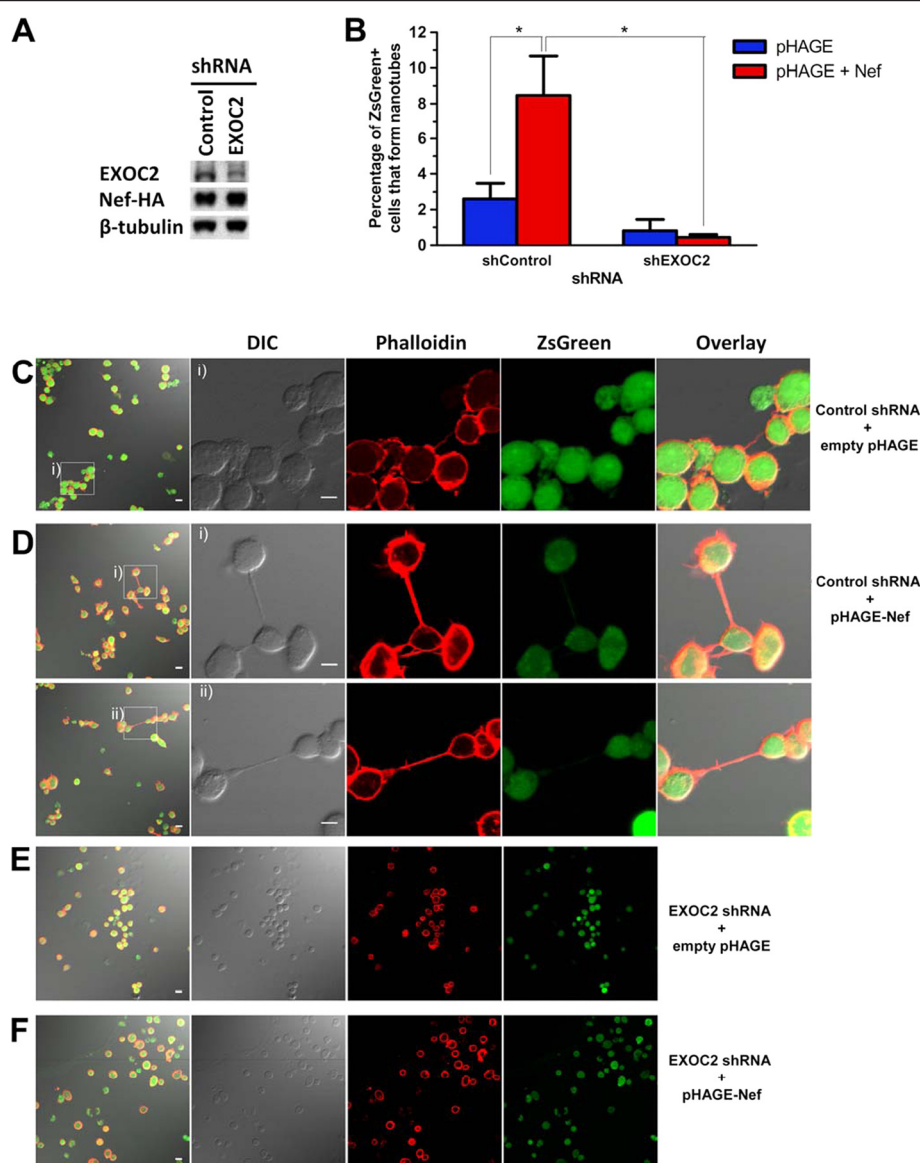 A
shRNA
Control
EXOC2
EXOC2
Nef-HA
β-tubulin
B
Percentage of ZsGreen+
cells that form nanotubes
12
10
8
6
4
2
0
*
*
pHAGE
pHAGE + Nef
shControl
shEXOC2
shRNA
DIC
Phalloidin
ZsGreen
Overlay
C
i)
i)
Control shRNA
+
empty pHAGE
D
i)
i)
Control shRNA
+
pHAGE-Nef
ii)
ii)
E
EXOC2 shRNA
+
empty pHAGE
F
EXOC2 shRNA
+
pHAGE-Nef